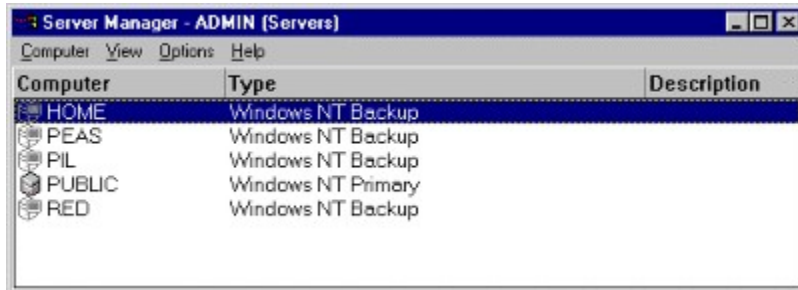 Server Manager - ADMIN (Servers)
Computer View Options Help
Computer Type Description
HOME Windows NT Backup
PEAS Windows NT Backup
PIL Windows NT Backup
PUBLIC Windows NT Primary
RED Windows NT Backup